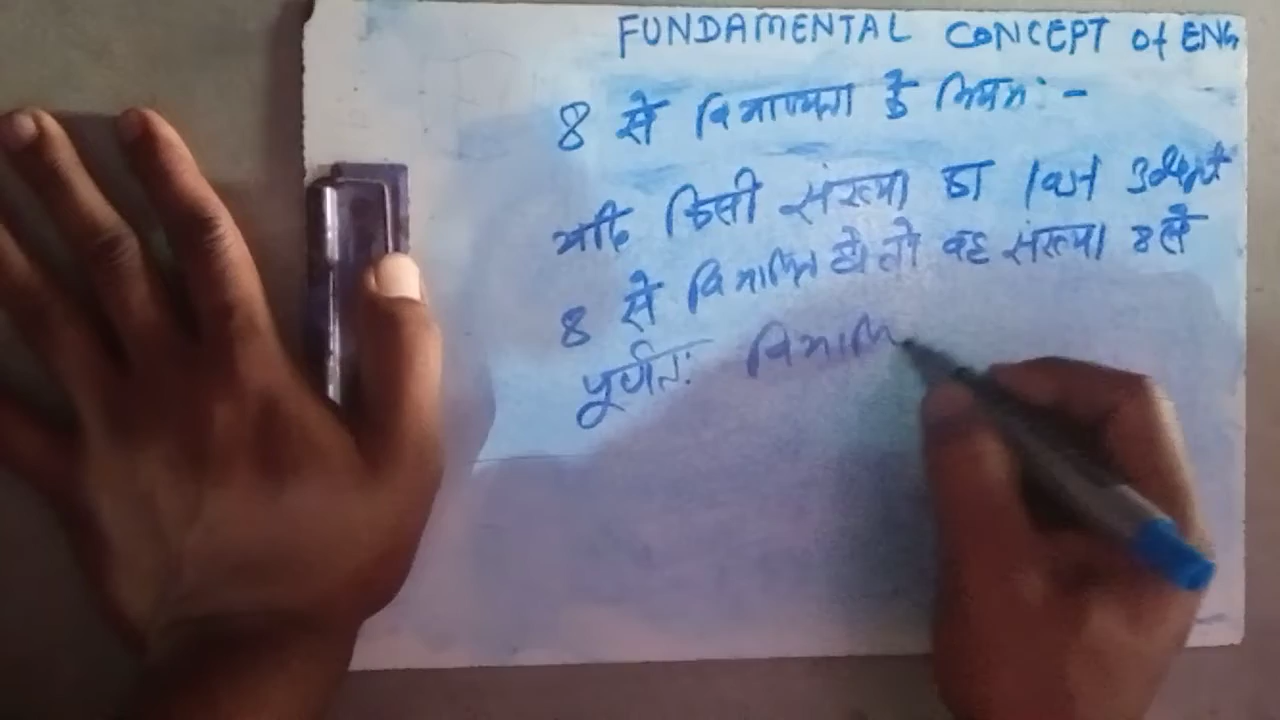 FUNDAMENTAL CONCEPT Of ENG
8 से विभाज्यता के नियम: -
यदि किसी संख्या का last 3digit
8 से विभाजित हो तो वह संख्या 8 से
पूर्णतः विभाजि